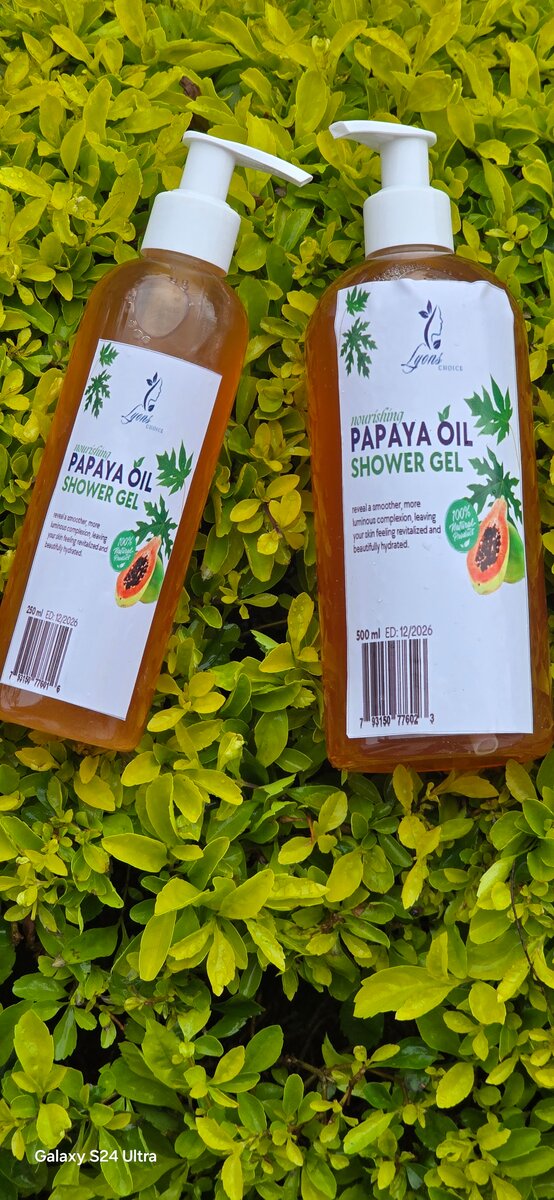 Lyons
CHOICE
nourishing
PAPAYA OIL
SHOWER GEL
reveal a smoother, more
luminous complexion, leaving
your skin feeling revitalized and
beautifully hydrated.
100%
Natural
Product
250 ml ED: 12/2026
Lyons
CHOICE
nourishing
PAPAYA OIL
SHOWER GEL
reveal a smoother, more
luminous complexion, leaving
your skin feeling revitalized and
beautifully hydrated.
100%
Natural
Product
500 ml ED: 12/2026
7 93150 77602 3
Galaxy S24 Ultra